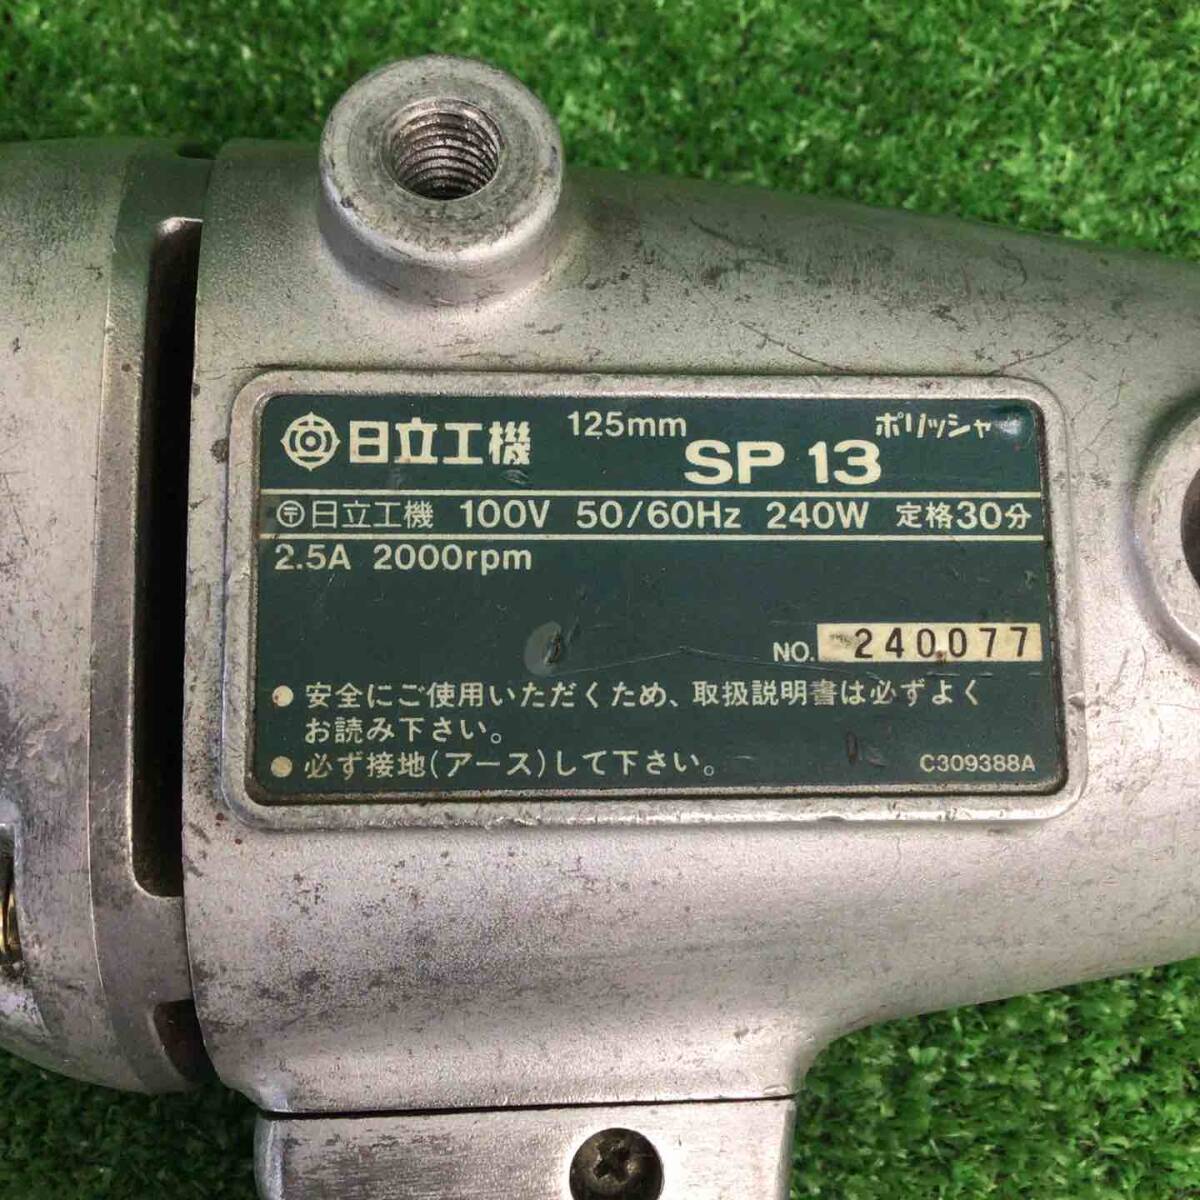 日立工機 125mm SP 13 ポリッシャ
〶日立工機 100V 50/60Hz 240W 定格30分
2.5A 2000rpm
NO. 240077
● 安全にご使用いただくため、取扱説明書は必ずよく
お読み下さい。
● 必ず接地(アース)して下さい。
C309388A